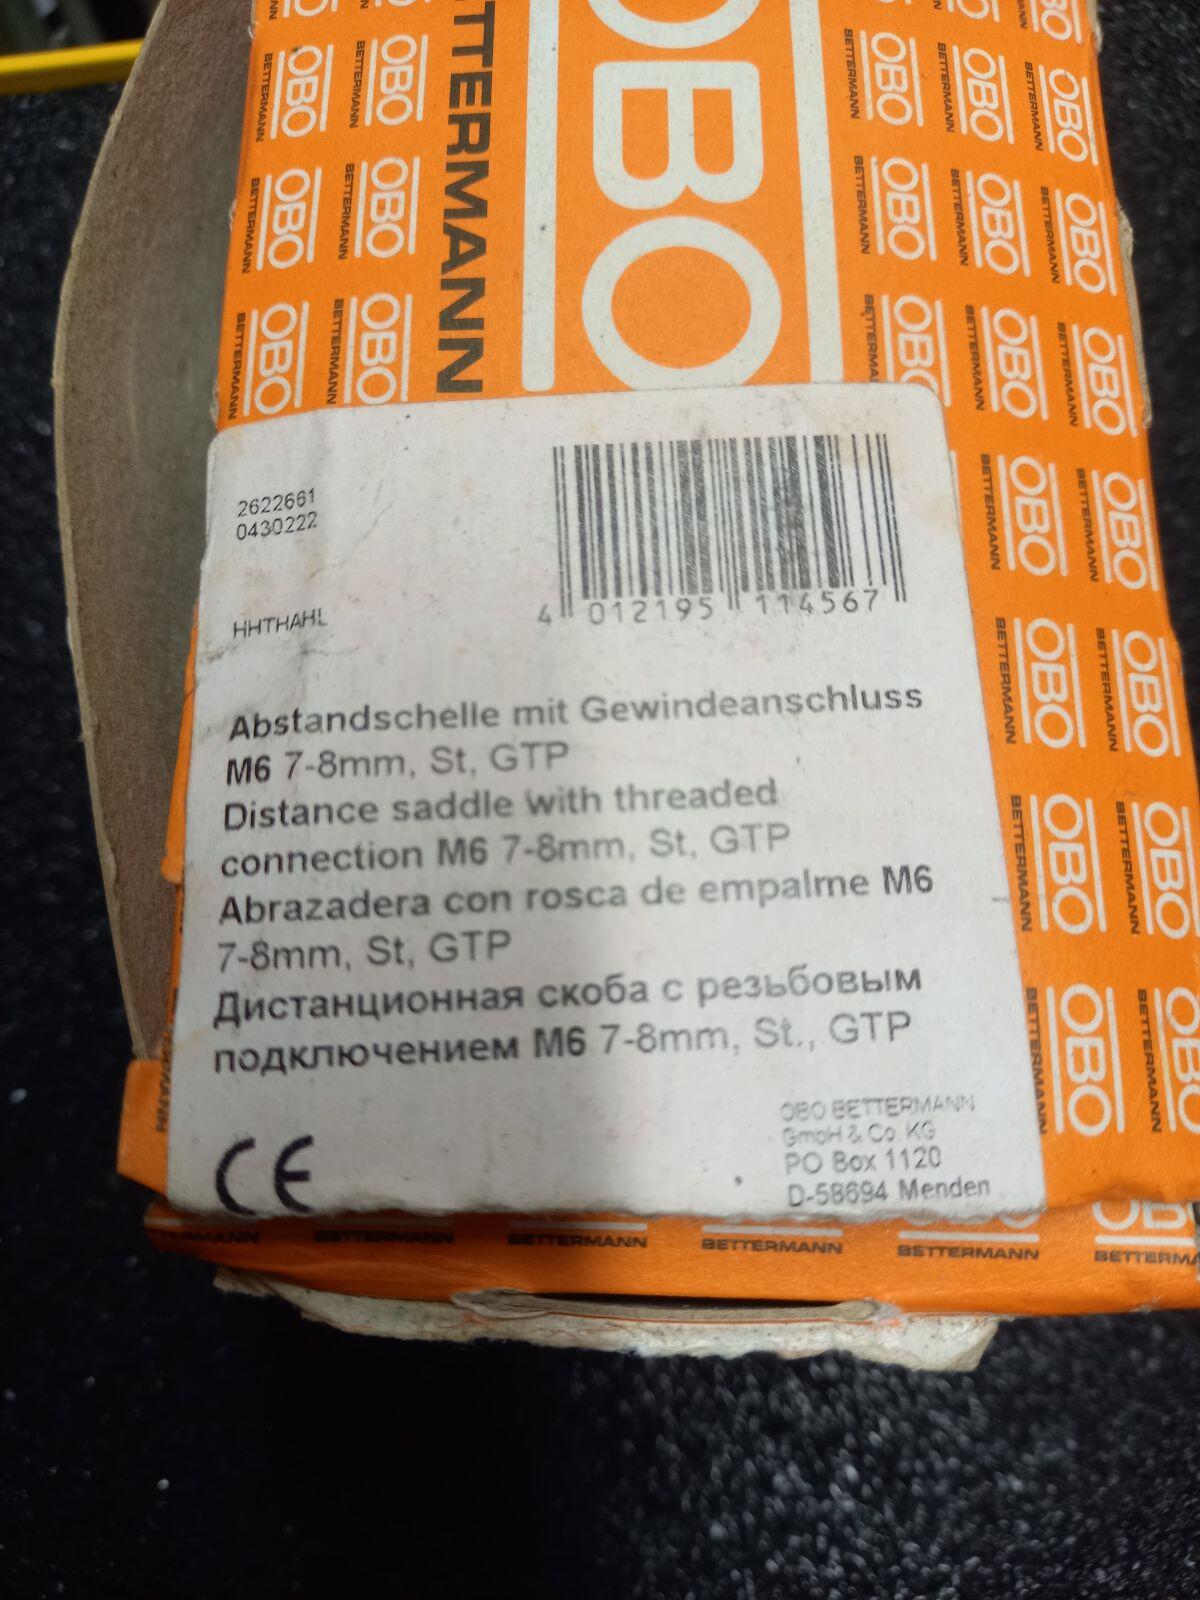 BETTERMANN
OBO
2622661
0430222
HHTHAHL
4 012195 114567
Abstandschelle mit Gewindeanschluss
M6 7-8mm, St, GTP
Distance saddle with threaded
connection M6 7-8mm, St, GTP
Abrazadera con rosca de empalme M6
7-8mm, St, GTP
Дистанционная скоба с резьбовым
подключением M6 7-8mm, St., GTP
CE
OBO BETTERMANN
GmbH & Co. KG
PO Box 1120
D-58694 Menden